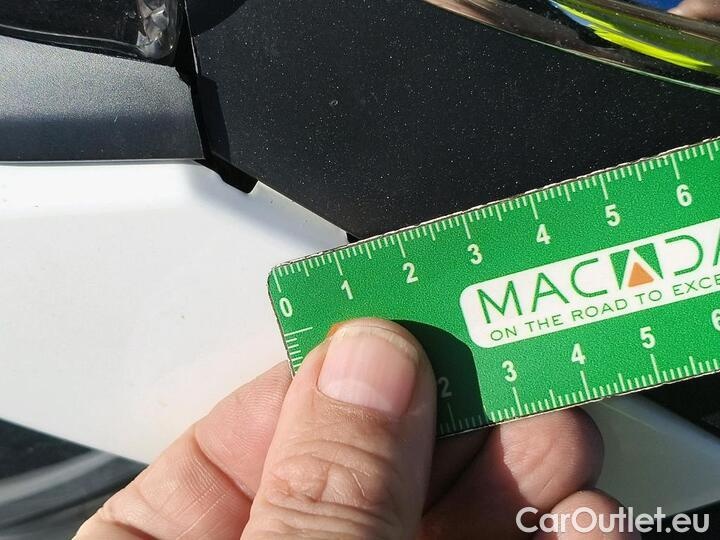 0 1 2 3 4 5 6
MACADA
ON THE ROAD TO EXCE
2 3 4 5 6
CarOutlet.eu